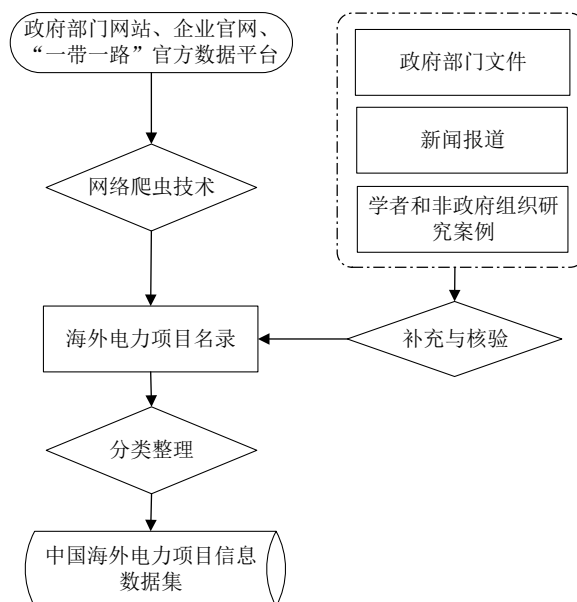 政府部门网站、企业官网、
“一带一路”官方数据平台
政府部门文件
新闻报道
学者和非政府组织研
究案例
网络爬虫技术
海外电力项目名录
补充与核验
分类整理
中国海外电力项目信息
数据集